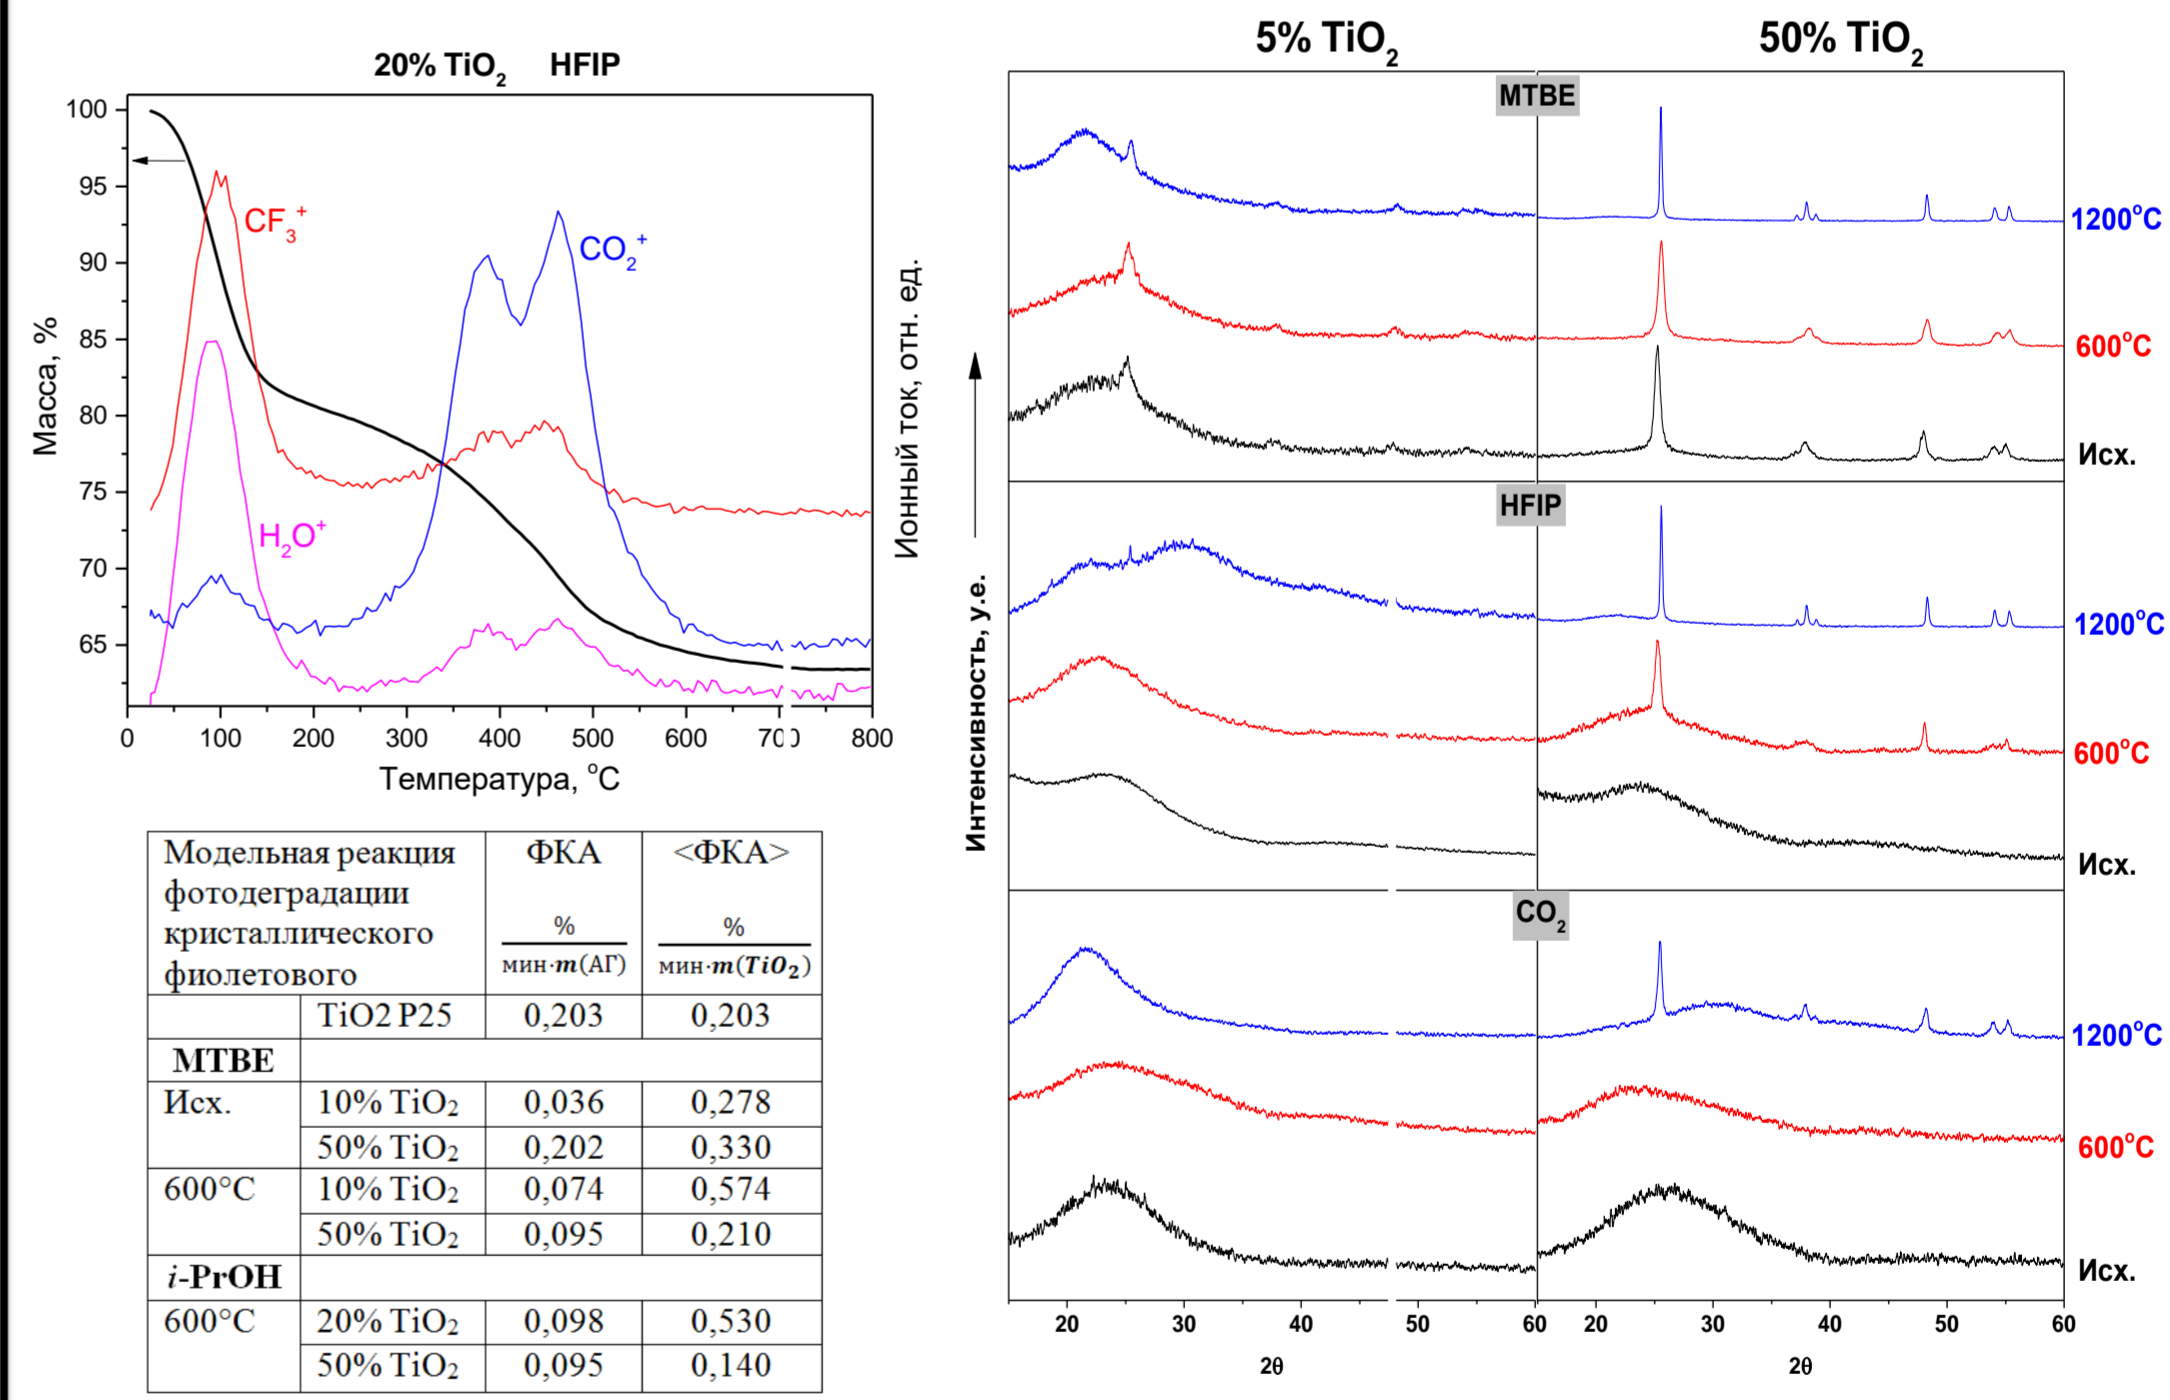 20% TiO₂ HFIP
Масса, %
100
95
90
85
80
75
70
65
CF₃⁺
CO₂⁺
H₂O⁺
Ионный ток, отн. ед.
0 100 200 300 400 500 600 700 800
Температура, °C
Модельная реакция фотодеградации кристаллического фиолетового
ФКА % / мин·m(АГ)
<ФКА> % / мин·m(TiO₂)
TiO2 P25 0,203 0,203
MTBE
Исх. 10% TiO₂ 0,036 0,278
50% TiO₂ 0,202 0,330
600°C 10% TiO₂ 0,074 0,574
50% TiO₂ 0,095 0,210
i-PrOH
600°C 20% TiO₂ 0,098 0,530
50% TiO₂ 0,095 0,140
5% TiO₂ 50% TiO₂
Интенсивность, у.е.
MTBE
1200°C
600°C
Исх.
HFIP
1200°C
600°C
Исх.
CO₂
1200°C
600°C
Исх.
20 30 40 50 60 20 30 40 50 60
2θ 2θ